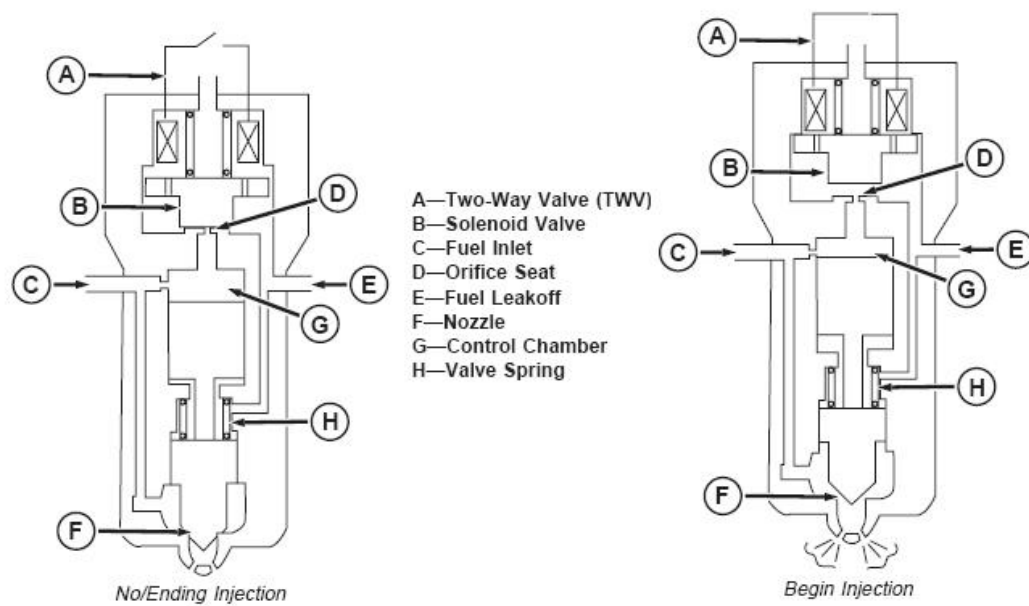 A
B
C
D
E
G
H
F
No/Ending Injection
A—Two-Way Valve (TWV)
B—Solenoid Valve
C—Fuel Inlet
D—Orifice Seat
E—Fuel Leakoff
F—Nozzle
G—Control Chamber
H—Valve Spring
A
B
D
C
E
G
H
F
Begin Injection